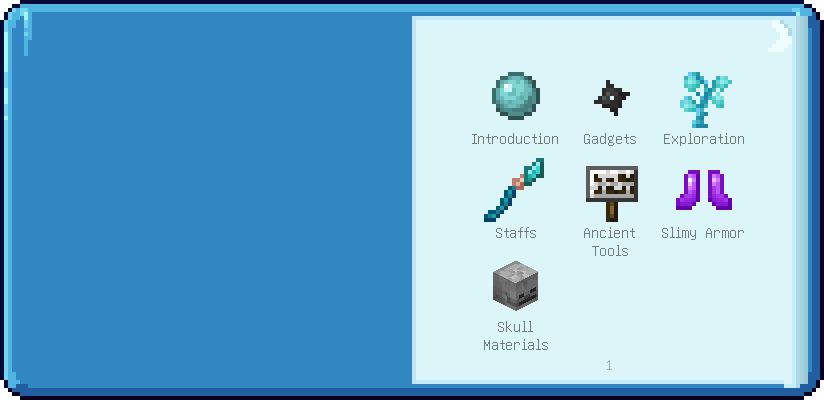 Introduction
Gadgets
Exploration
Staffs
Ancient
Tools
Slimy Armor
Skull
Materials
1